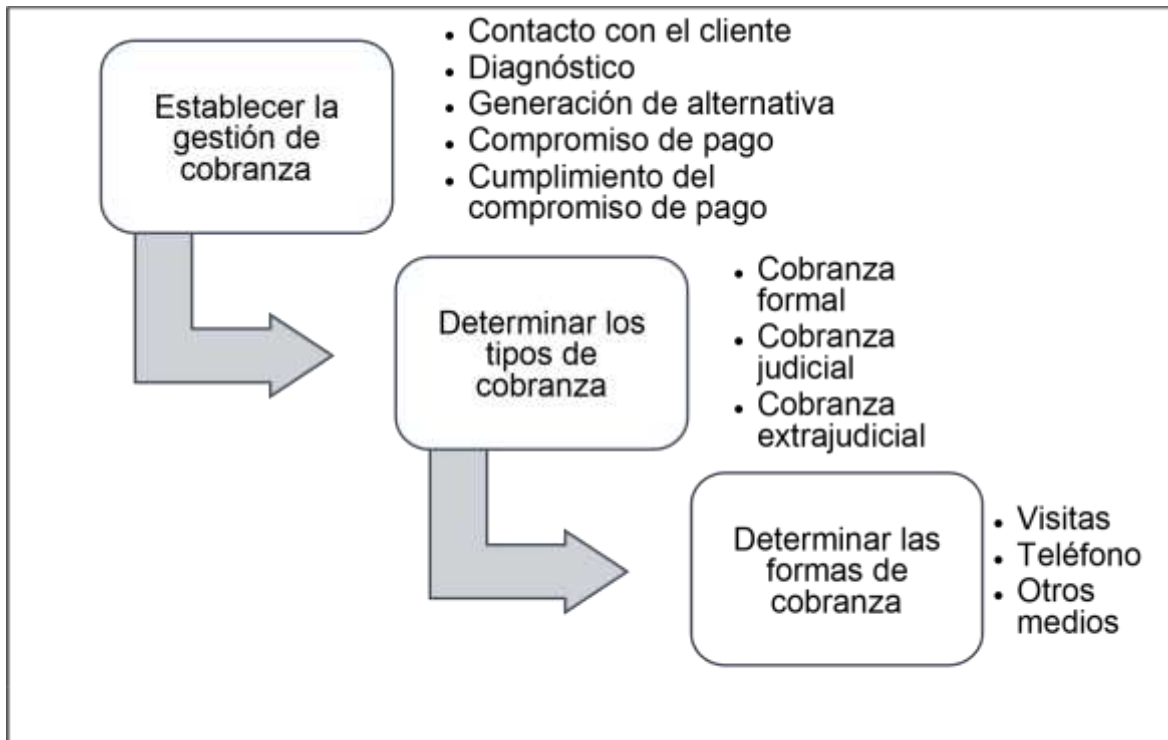 Establecer la
gestión de
cobranza
• Contacto con el cliente
• Diagnóstico
• Generación de alternativa
• Compromiso de pago
• Cumplimiento del
compromiso de pago
Determinar los
tipos de
cobranza
• Cobranza
formal
• Cobranza
judicial
• Cobranza
extrajudicial
Determinar las
formas de
cobranza
• Visitas
• Teléfono
• Otros
medios